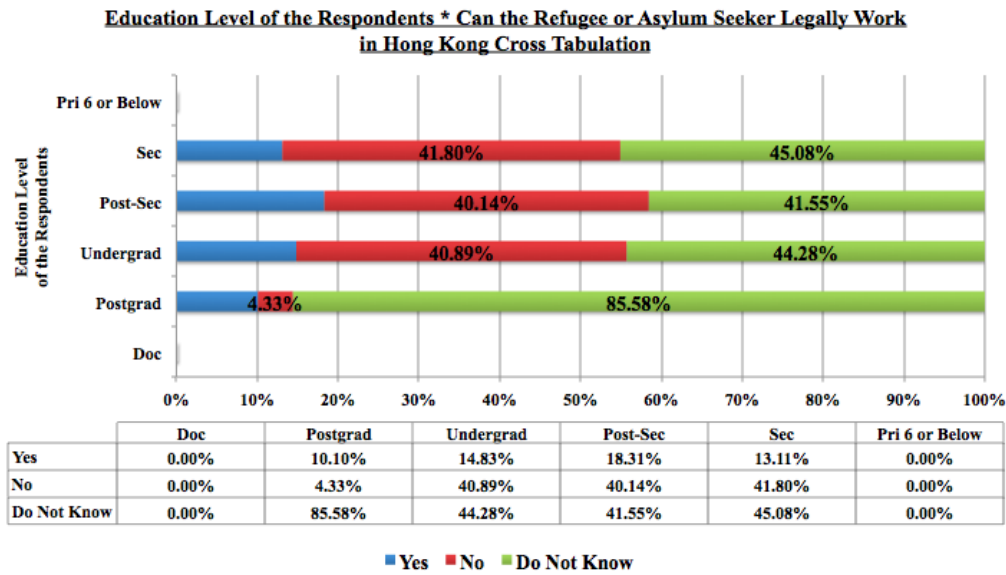 Education Level of the Respondents * Can the Refugee or Asylum Seeker Legally Work
in Hong Kong Cross Tabulation
Education Level
of the Respondents
Pri 6 or Below
Sec
41.80%
45.08%
Post-Sec
40.14%
41.55%
Undergrad
40.89%
44.28%
Postgrad
4.33%
85.58%
Doc
0% 10% 20% 30% 40% 50% 60% 70% 80% 90% 100%
Doc Postgrad Undergrad Post-Sec Sec Pri 6 or Below
Yes 0.00% 10.10% 14.83% 18.31% 13.11% 0.00%
No 0.00% 4.33% 40.89% 40.14% 41.80% 0.00%
Do Not Know 0.00% 85.58% 44.28% 41.55% 45.08% 0.00%
Yes No Do Not Know